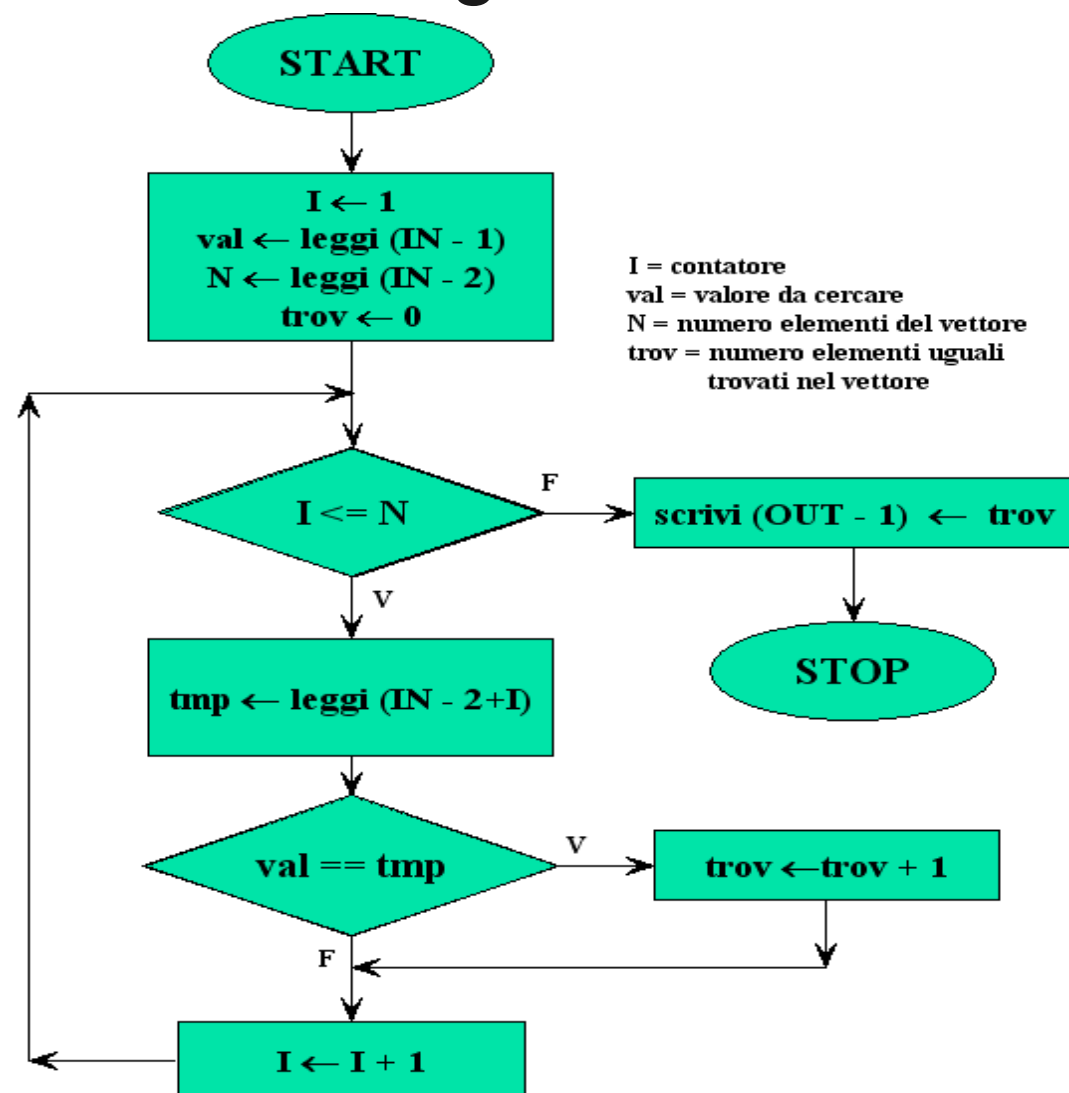 START
I ← 1
val ← leggi (IN - 1)
N ← leggi (IN - 2)
trov ← 0
I = contatore
val = valore da cercare
N = numero elementi del vettore
trov = numero elementi uguali
trovati nel vettore
I <= N
F
scrivi (OUT - 1) ← trov
V
STOP
tmp ← leggi (IN - 2+I)
val == tmp
V
trov ←trov + 1
F
I ← I + 1